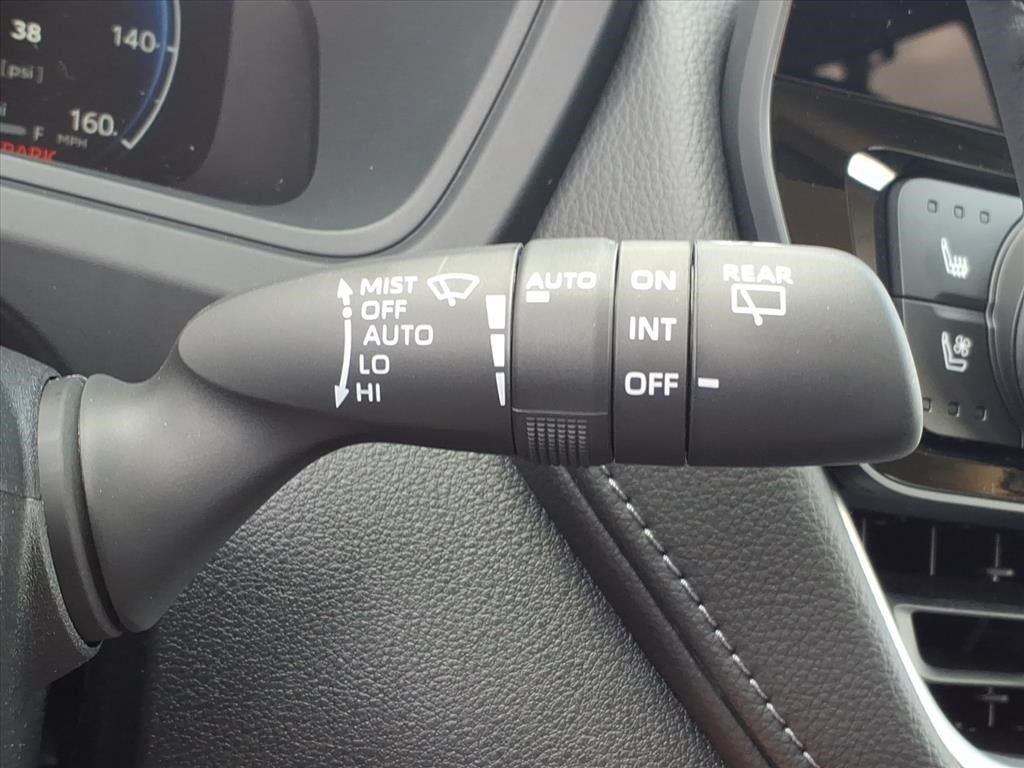 38
140
[psi]
160
F
MPH
PARK
MIST
OFF
AUTO
LO
HI
AUTO
ON
INT
OFF
REAR